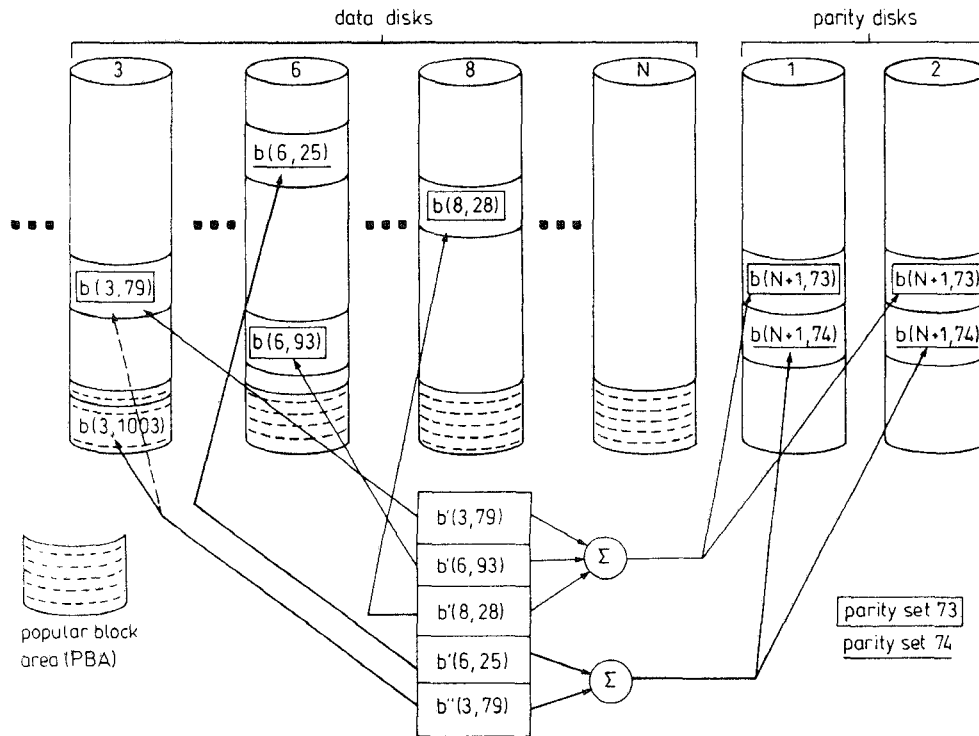 data disks
parity disks
3
6
8
N
1
2
b(6,25)
b(8,28)
b(3,79)
b(N+1,73)
b(N+1,73)
b(6,93)
b(N+1,74)
b(N+1,74)
b(3,1003)
b'(3,79)
b'(6,93)
Σ
b'(8,28)
b'(6,25)
Σ
b''(3,79)
popular block
area (PBA)
parity set 73
parity set 74